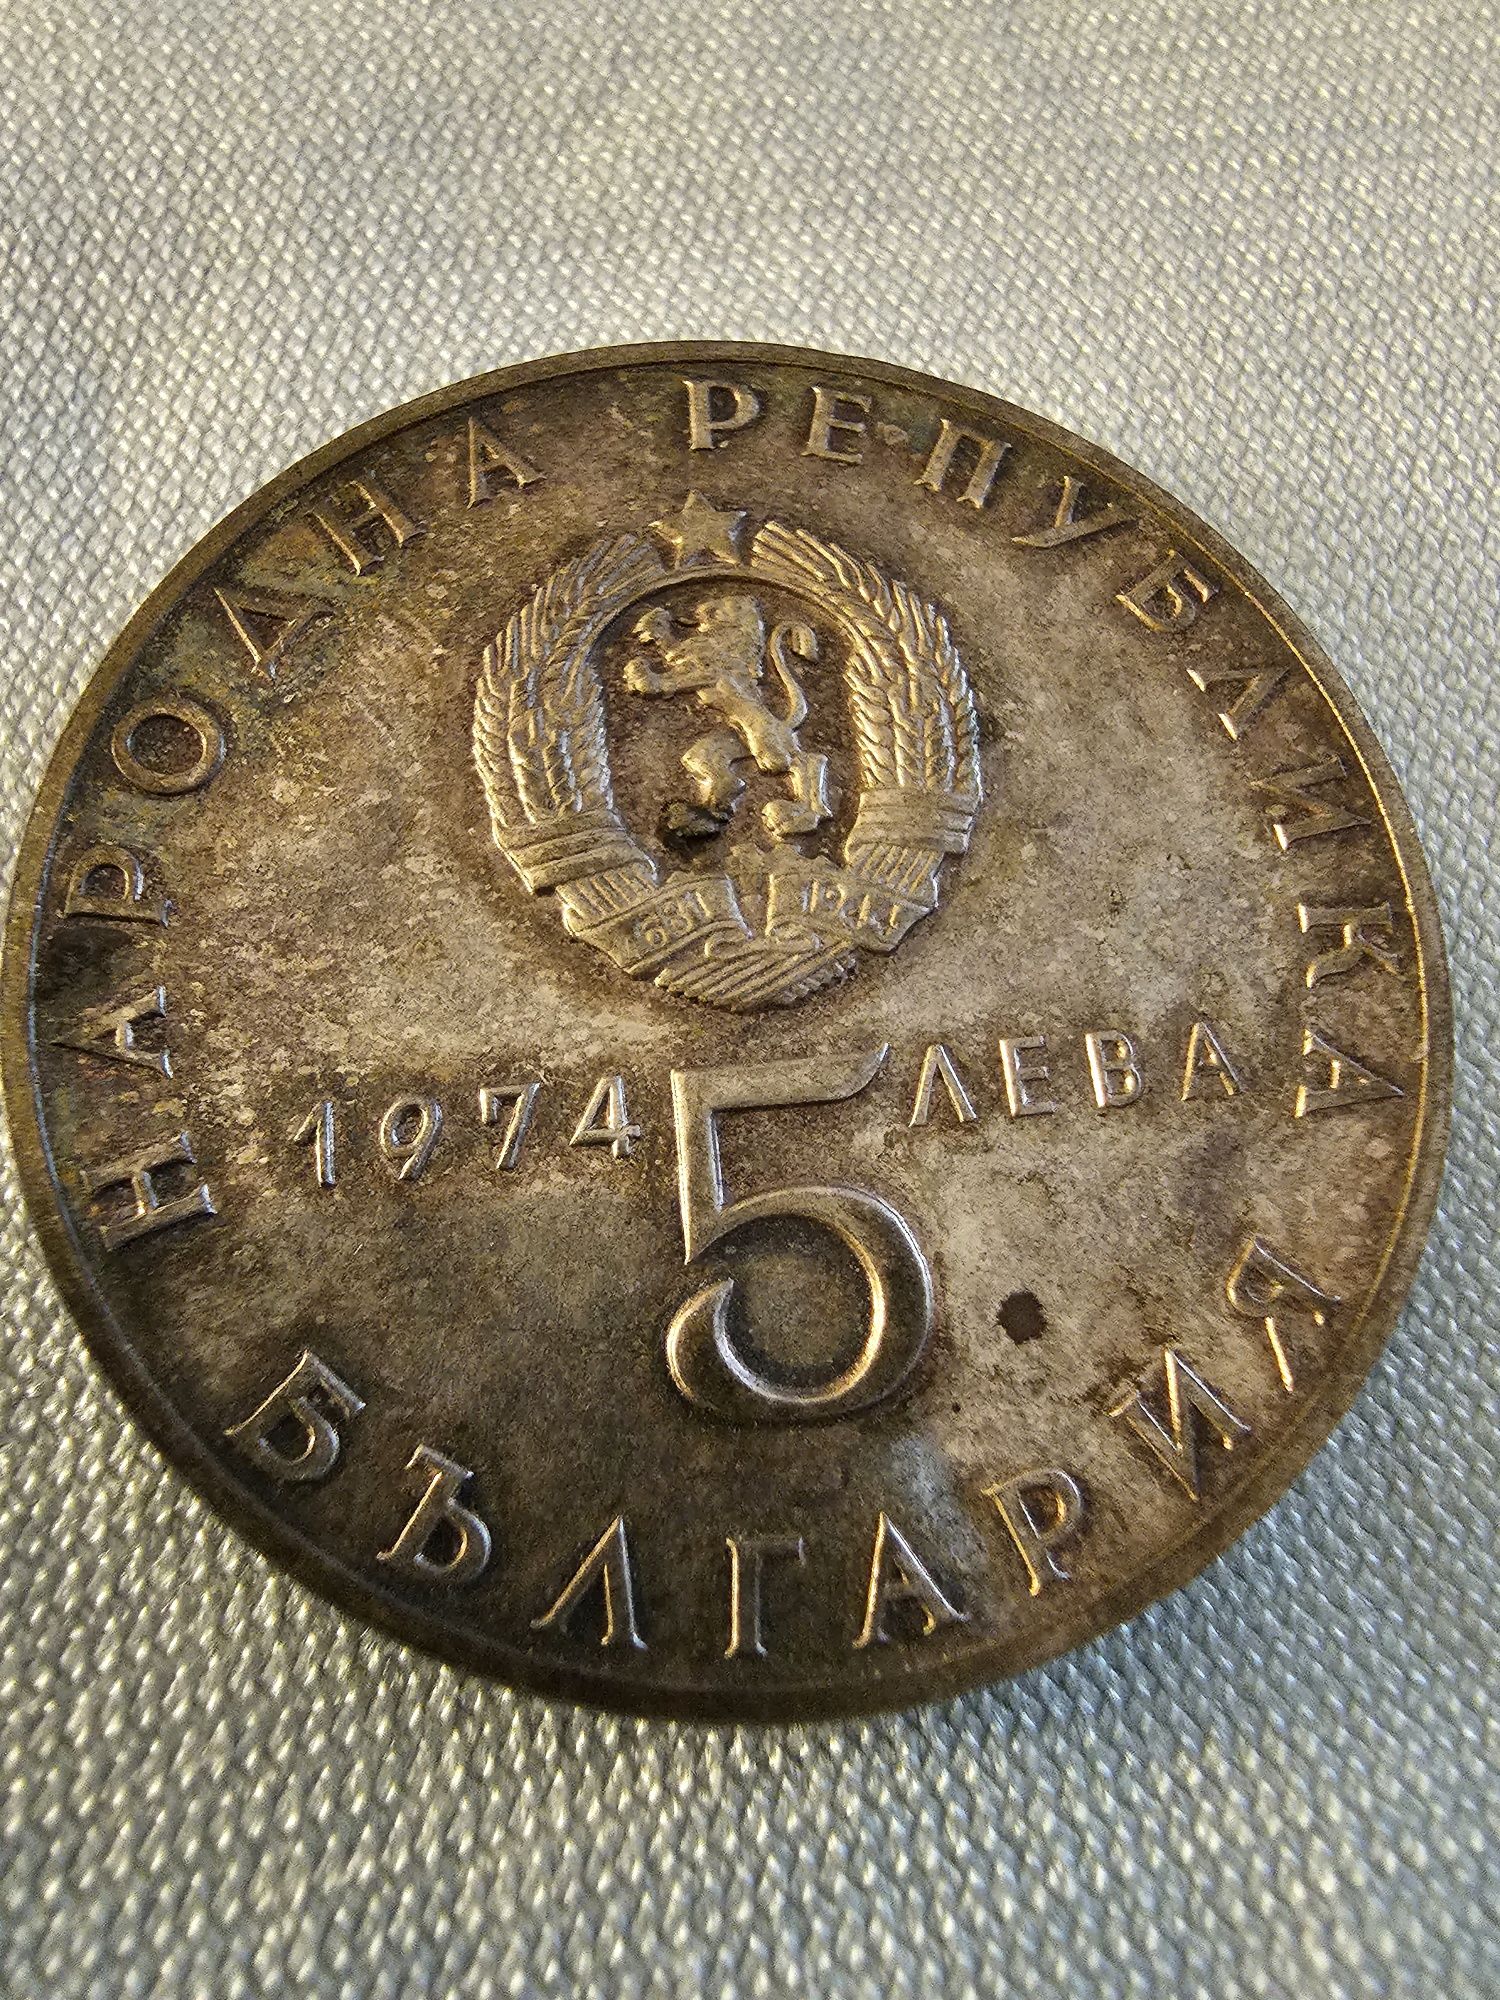 НАРОДНА РЕПУБЛИКА
681 1944
1974 5 ЛЕВА
БЪЛГАРИЯ